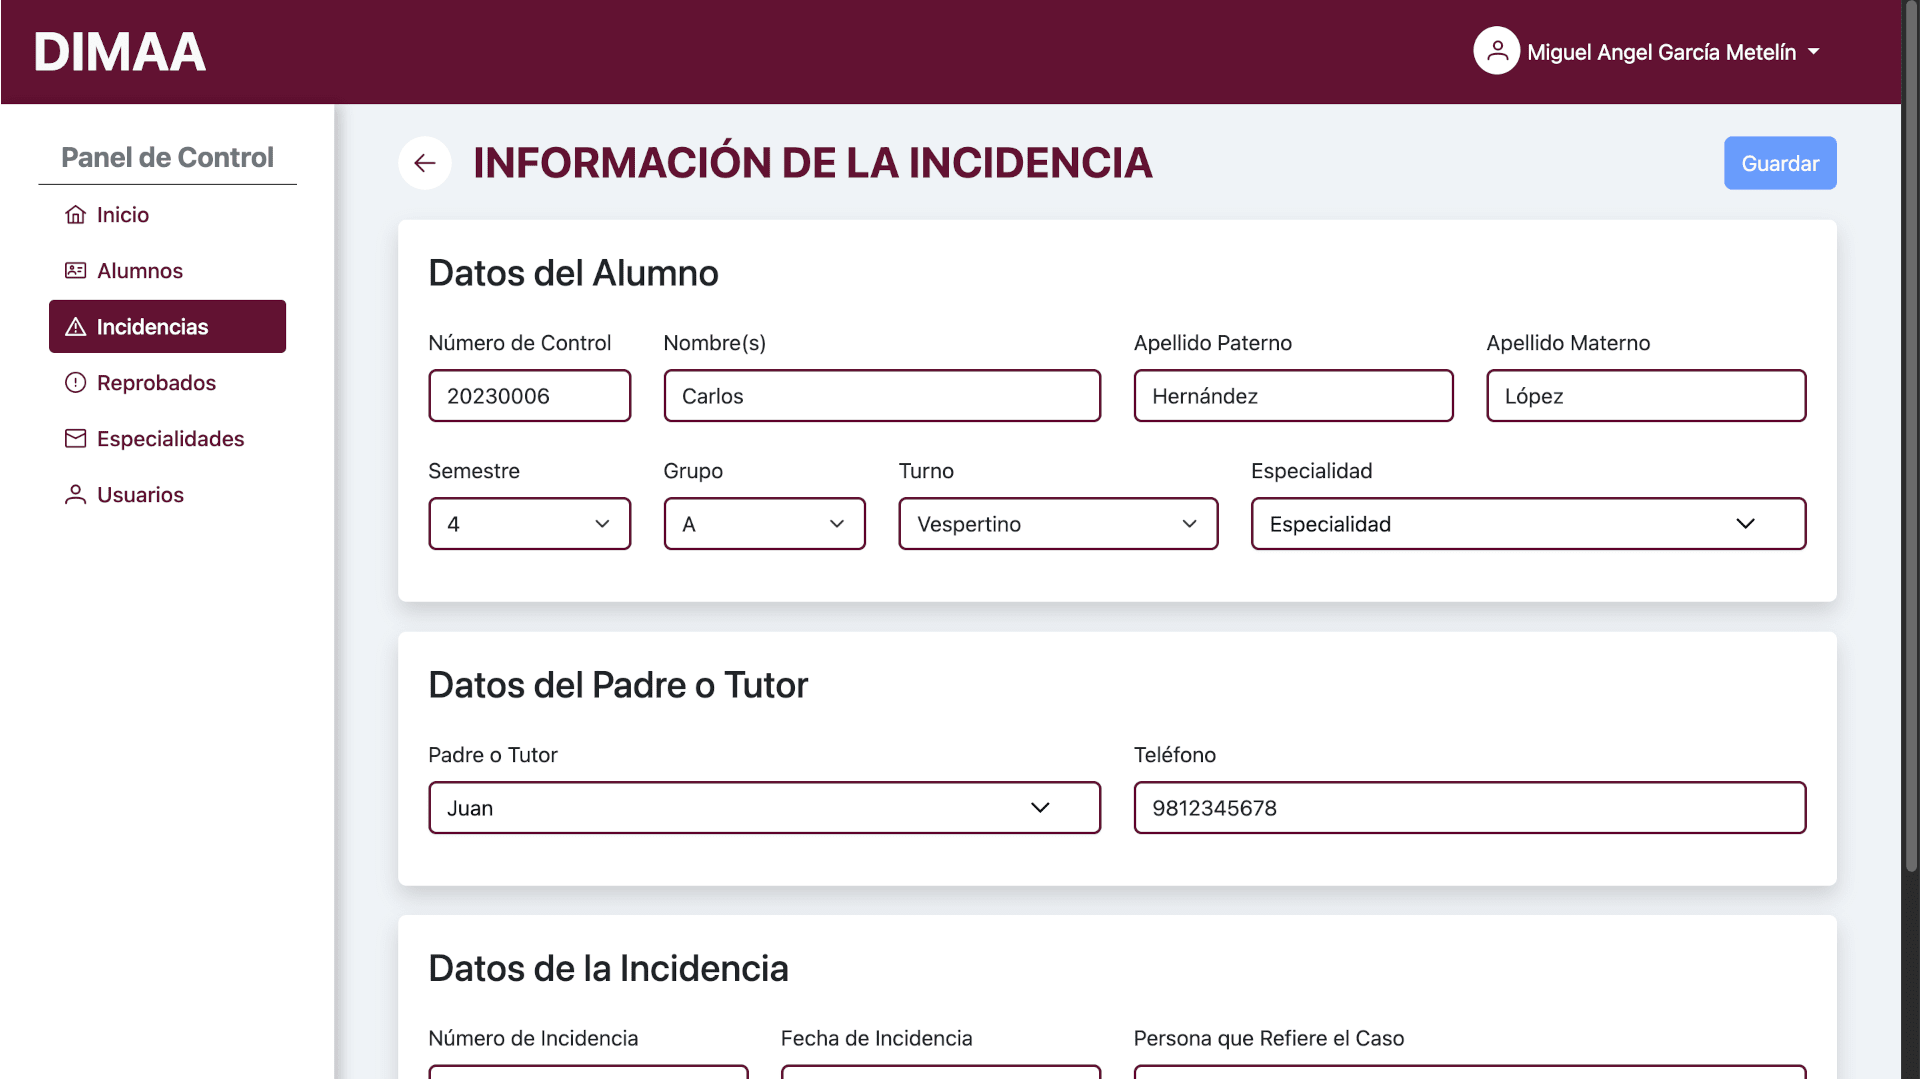 DIMAA
Miguel Angel García Metelín
Panel de Control
Inicio
Alumnos
Incidencias
Reprobados
Especialidades
Usuarios
INFORMACIÓN DE LA INCIDENCIA
Guardar
Datos del Alumno
Número de Control
Nombre(s)
Apellido Paterno
Apellido Materno
20230006
Carlos
Hernández
López
Semestre
Grupo
Turno
Especialidad
4
A
Vespertino
Especialidad
Datos del Padre o Tutor
Padre o Tutor
Teléfono
Juan
9812345678
Datos de la Incidencia
Número de Incidencia
Fecha de Incidencia
Persona que Refiere el Caso